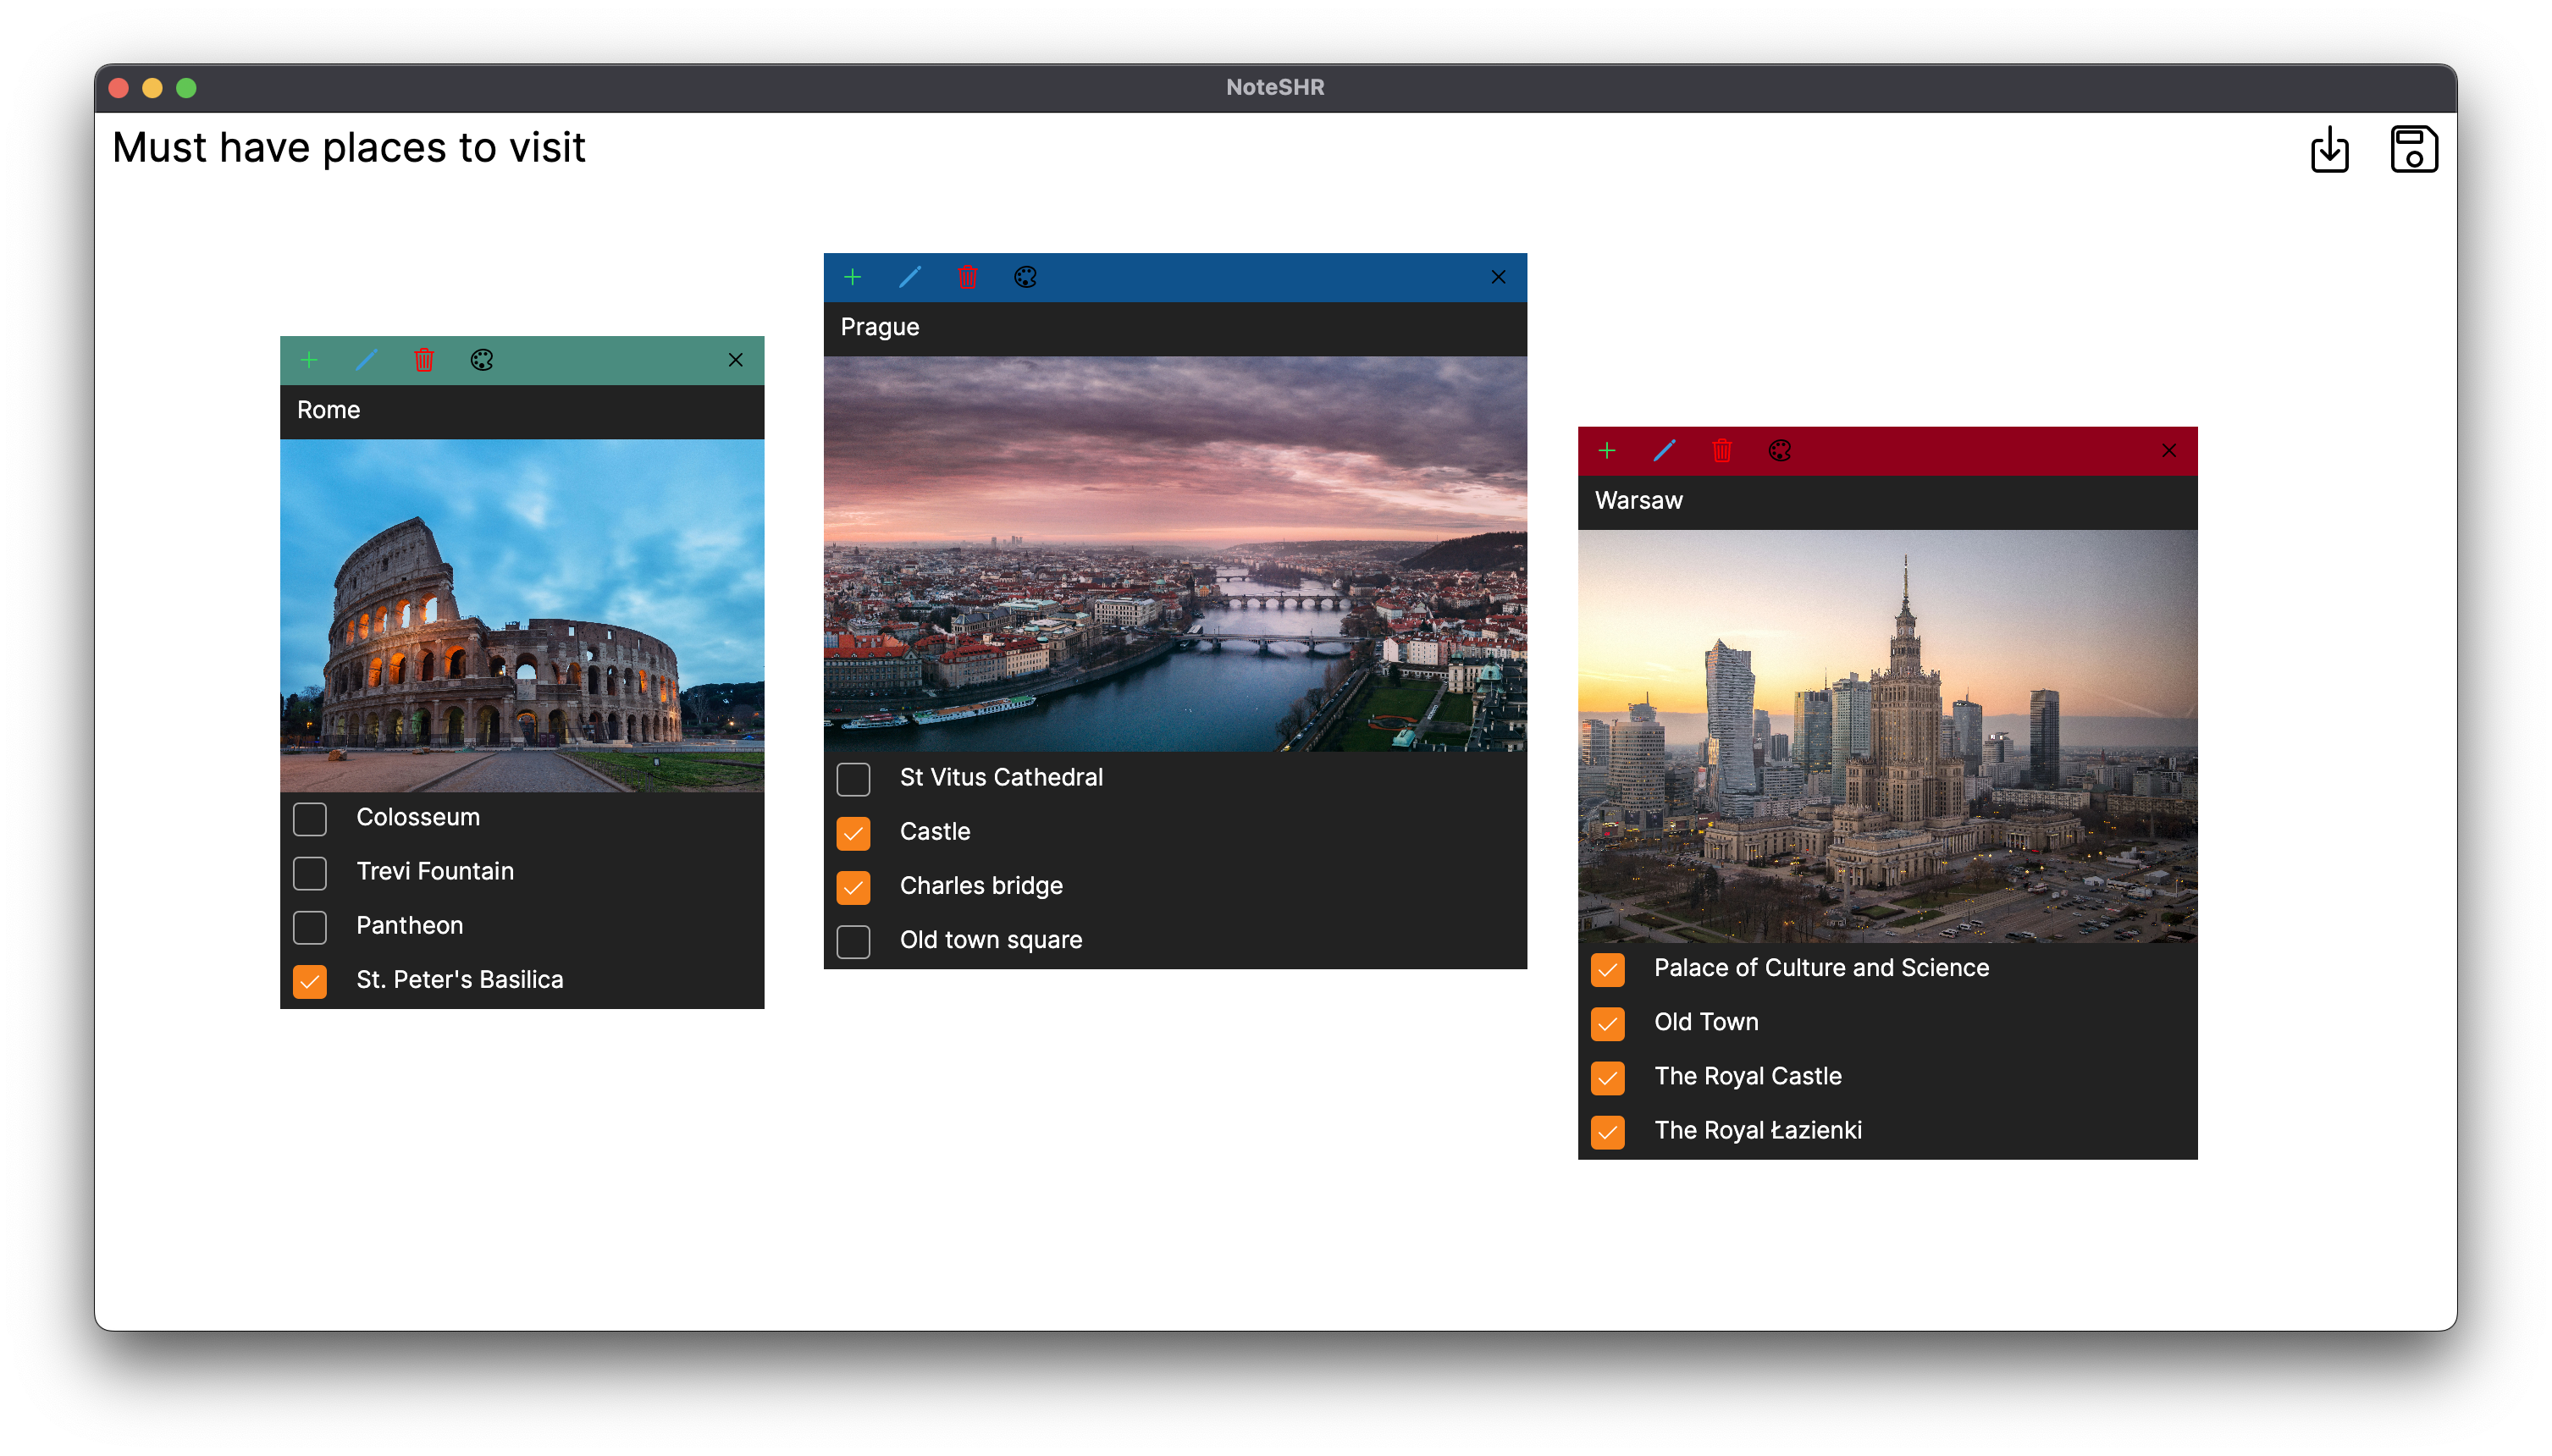 NoteSHR
Must have places to visit
Rome
Colosseum
Trevi Fountain
Pantheon
St. Peter's Basilica
Prague
St Vitus Cathedral
Castle
Charles bridge
Old town square
Warsaw
Palace of Culture and Science
Old Town
The Royal Castle
The Royal Łazienki